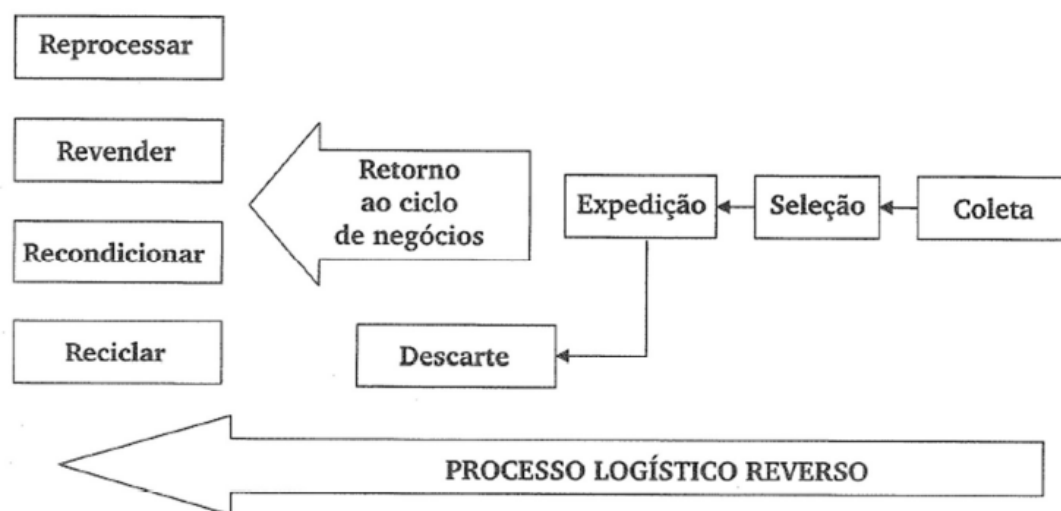 Reprocessar
Revender
Recondicionar
Reciclar
Retorno
ao ciclo
de negócios
Expedição
Seleção
Coleta
Descarte
PROCESSO LOGÍSTICO REVERSO